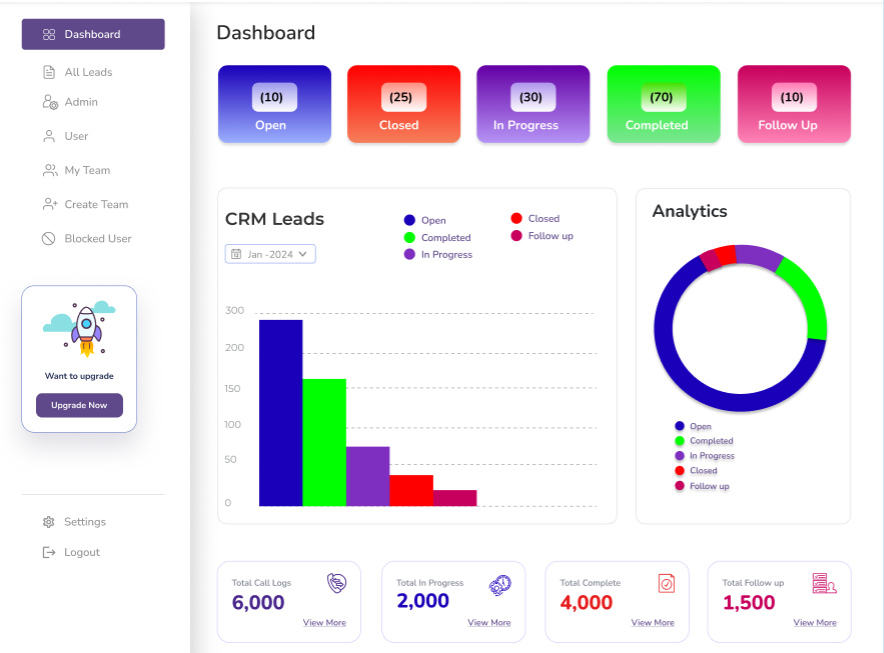 Dashboard
All Leads
Admin
User
My Team
Create Team
Blocked User
Want to upgrade
Upgrade Now
Settings
Logout
Dashboard
(10)
Open
(25)
Closed
(30)
In Progress
(70)
Completed
(10)
Follow Up
CRM Leads
Jan -2024
Open
Completed
In Progress
Closed
Follow up
300
200
150
100
50
0
Analytics
Open
Completed
In Progress
Closed
Follow up
Total Call Logs
6,000
View More
Total In Progress
2,000
View More
Total Complete
4,000
View More
Total Follow up
1,500
View More